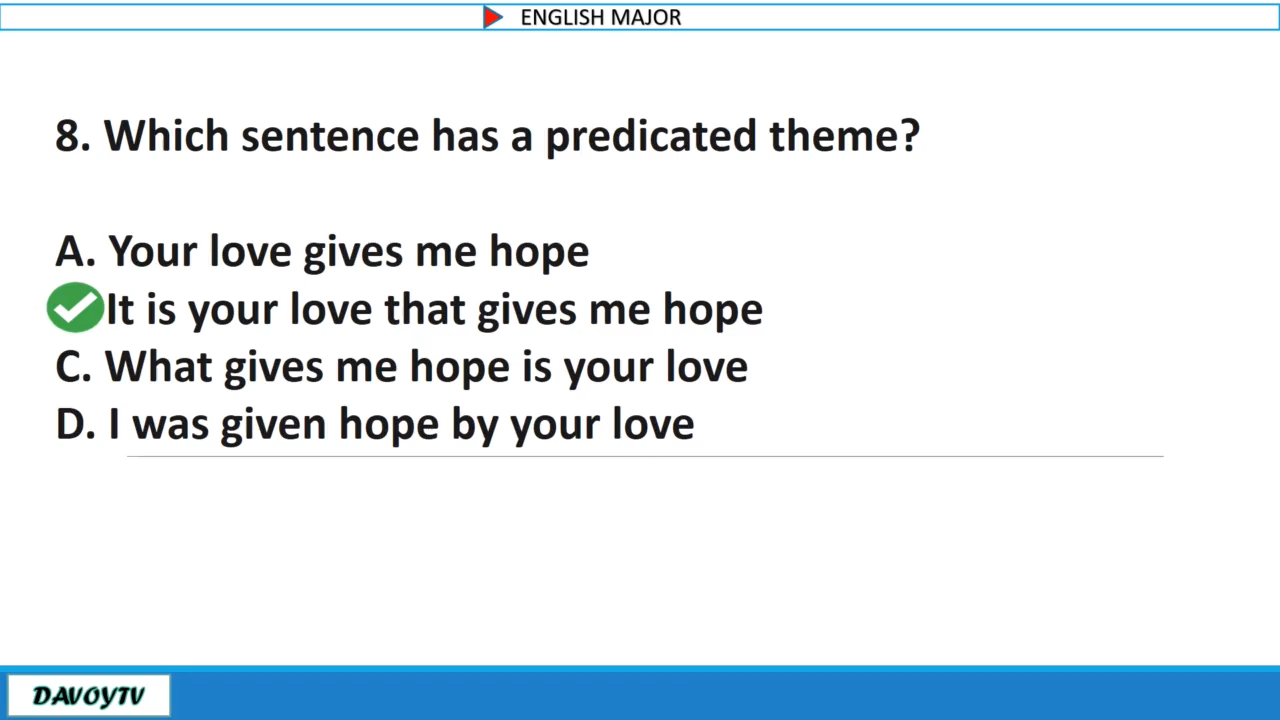 ENGLISH MAJOR
8. Which sentence has a predicated theme?
A. Your love gives me hope
It is your love that gives me hope
C. What gives me hope is your love
D. I was given hope by your love
DAVOYTV